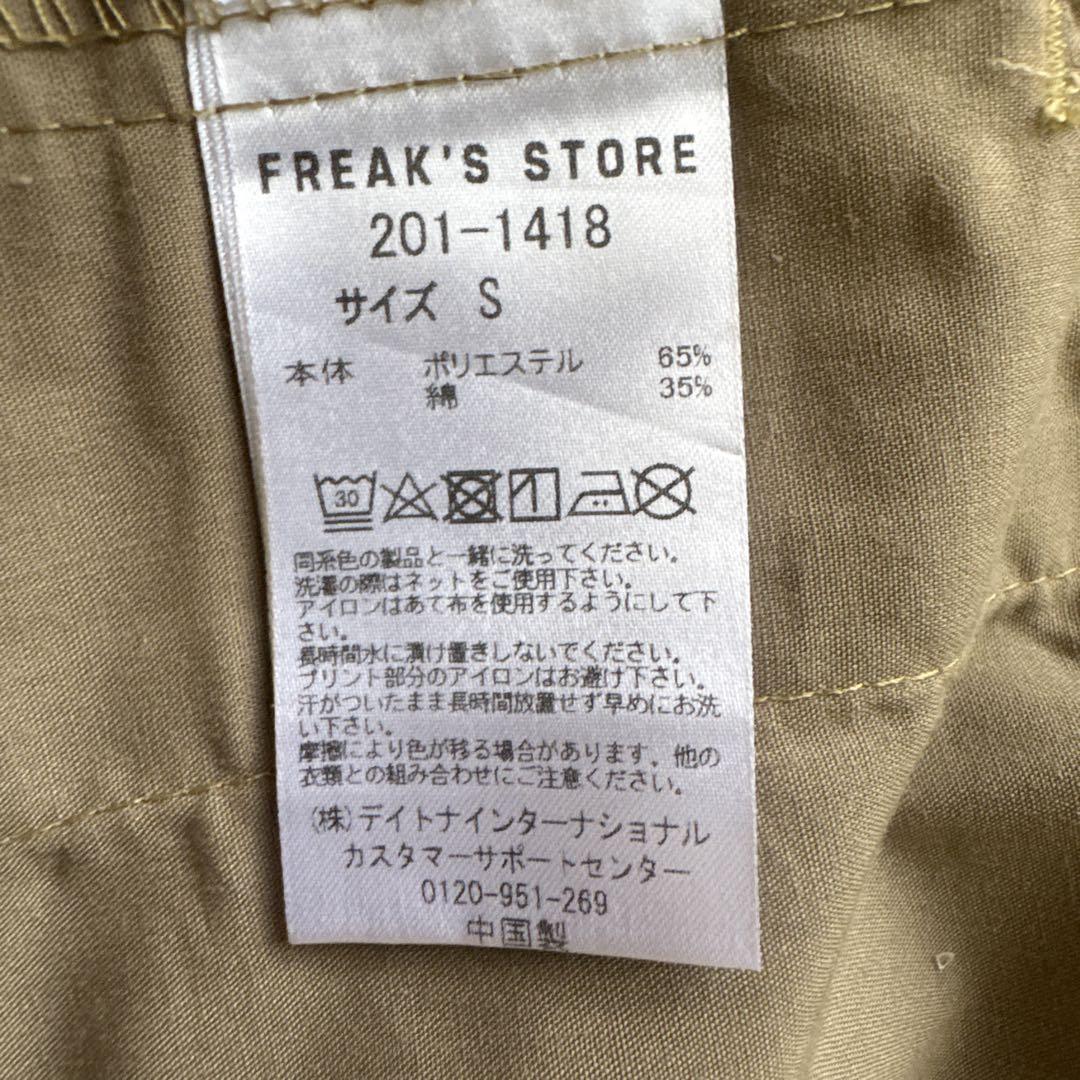 FREAK'S STORE
201-1418
サイズ S
本体 ポリエステル 65%
綿 35%
30
同系色の製品と一緒に洗ってください。
洗濯の際はネットをご使用下さい。
アイロンはあて布を使用するようにして下
さい。
長時間水に漬け置きしないでください。
プリント部分のアイロンはお避け下さい。
汗がついたまま長時間放置せず早めにお洗
い下さい。
摩擦により色が移る場合があります。他の
衣類との組み合わせにご注意ください。
(株)デイトナインターナショナル
カスタマーサポートセンター
0120-951-269
中国製